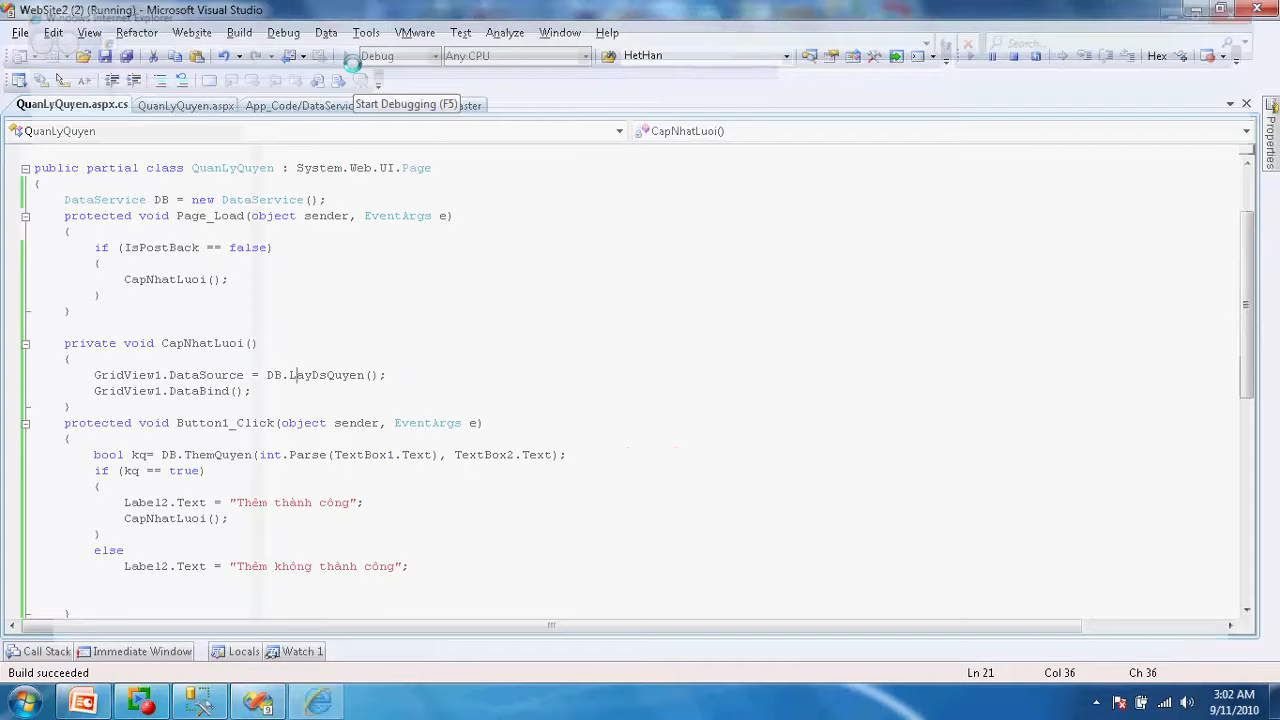 WebSite2 (2) (Running) - Microsoft Visual Studio
Windows Internet Explorer
File Edit View Refactor Website Build Debug Data Tools VMware Test Analyze Window Help
Debug Any CPU HetHan Hex
Search...
QuanLyQuyen.aspx.cs QuanLyQuyen.aspx App_Code/DataServic ster
Start Debugging (F5)
QuanLyQuyen CapNhatLuoi()
Properties
public partial class QuanLyQuyen : System.Web.UI.Page
{
DataService DB = new DataService();
protected void Page_Load(object sender, EventArgs e)
{
if (IsPostBack == false)
{
CapNhatLuoi();
}
}
private void CapNhatLuoi()
{
GridView1.DataSource = DB.LayDsQuyen();
GridView1.DataBind();
}
protected void Button1_Click(object sender, EventArgs e)
{
bool kq= DB.ThemQuyen(int.Parse(TextBox1.Text), TextBox2.Text);
if (kq == true)
{
Label2.Text = "Thêm thành công";
CapNhatLuoi();
}
else
Label2.Text = "Thêm không thành công";
}
Call Stack Immediate Window Locals Watch 1
Build succeeded Ln 21 Col 36 Ch 36
3:02 AM
9/11/2010